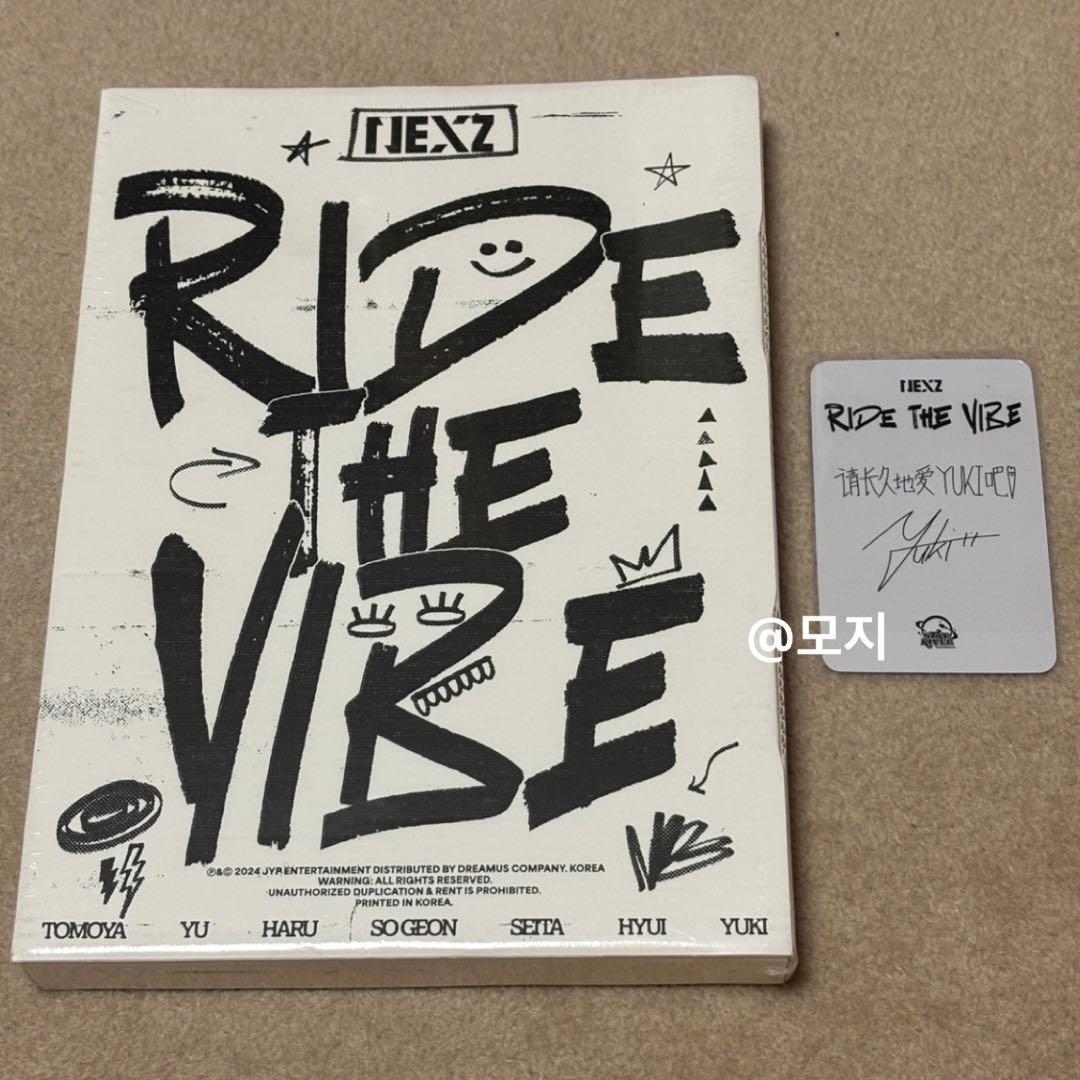 NEXZ
RIDE
THE
VIBE
℗&© 2024 JYP ENTERTAINMENT DISTRIBUTED BY DREAMUS COMPANY. KOREA
WARNING: ALL RIGHTS RESERVED.
UNAUTHORIZED DUPLICATION & RENT IS PROHIBITED.
PRINTED IN KOREA.
TOMOYA YU HARU SO GEON SEITA HYUI YUKI
NEXZ
RIDE THE VIBE
请长久地爱YUKI吧
Yuki
STAR
RIVER
@모지